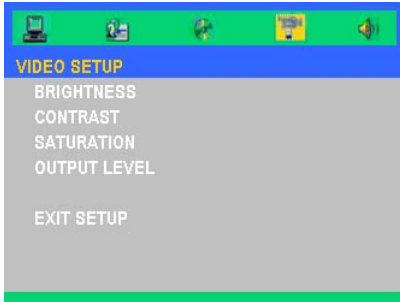 VIDEO SETUP
BRIGHTNESS
CONTRAST
SATURATION
OUTPUT LEVEL
EXIT SETUP